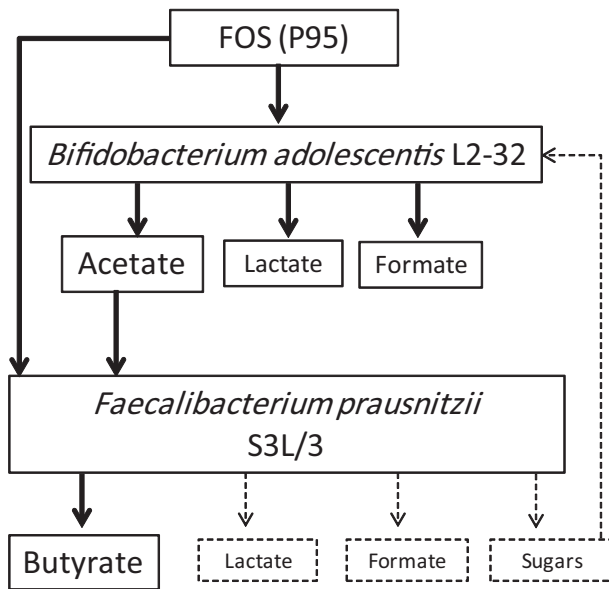 FOS (P95)
Bifidobacterium adolescentis L2-32
Acetate
Lactate
Formate
Faecalibacterium prausnitzii
S3L/3
Butyrate
Lactate
Formate
Sugars